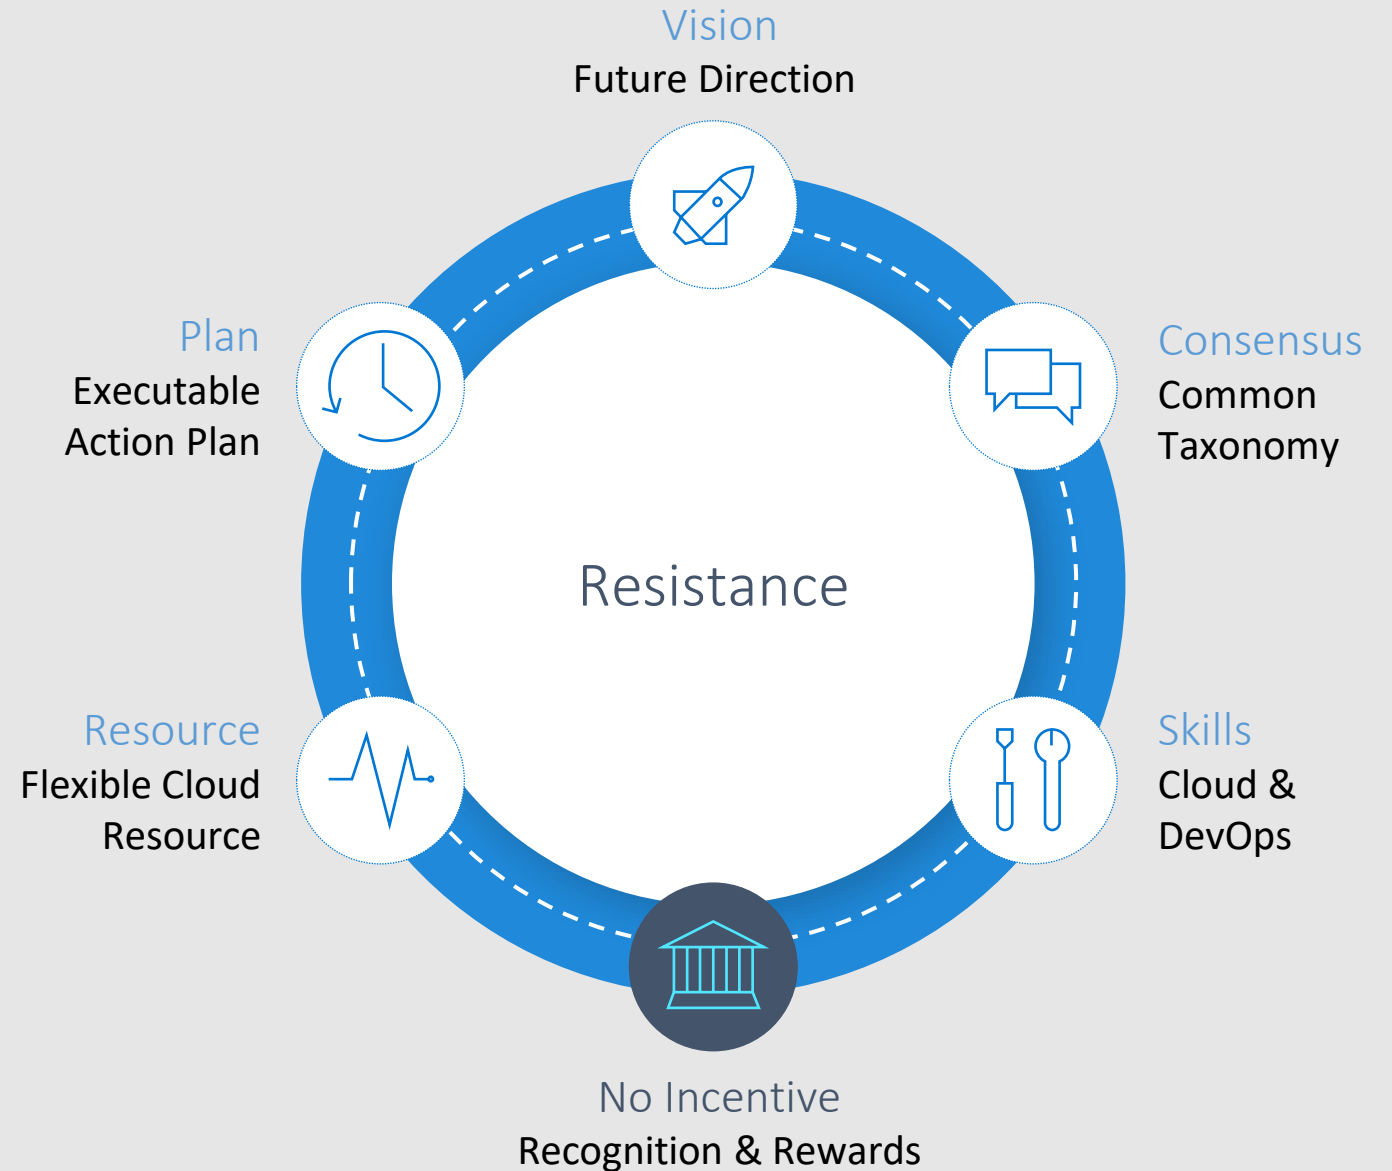 Vision
Future Direction
Plan
Executable
Action Plan
Consensus
Common
Taxonomy
Resistance
Resource
Flexible Cloud
Resource
Skills
Cloud &
DevOps
No Incentive
Recognition & Rewards